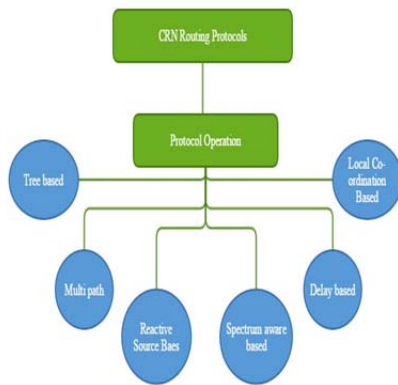 CRN Routing Protocols
Protocol Operation
Tree based
Local Co-
ordination
Based
Multi path
Reactive
Source Baes
Spectrum aware
based
Delay based